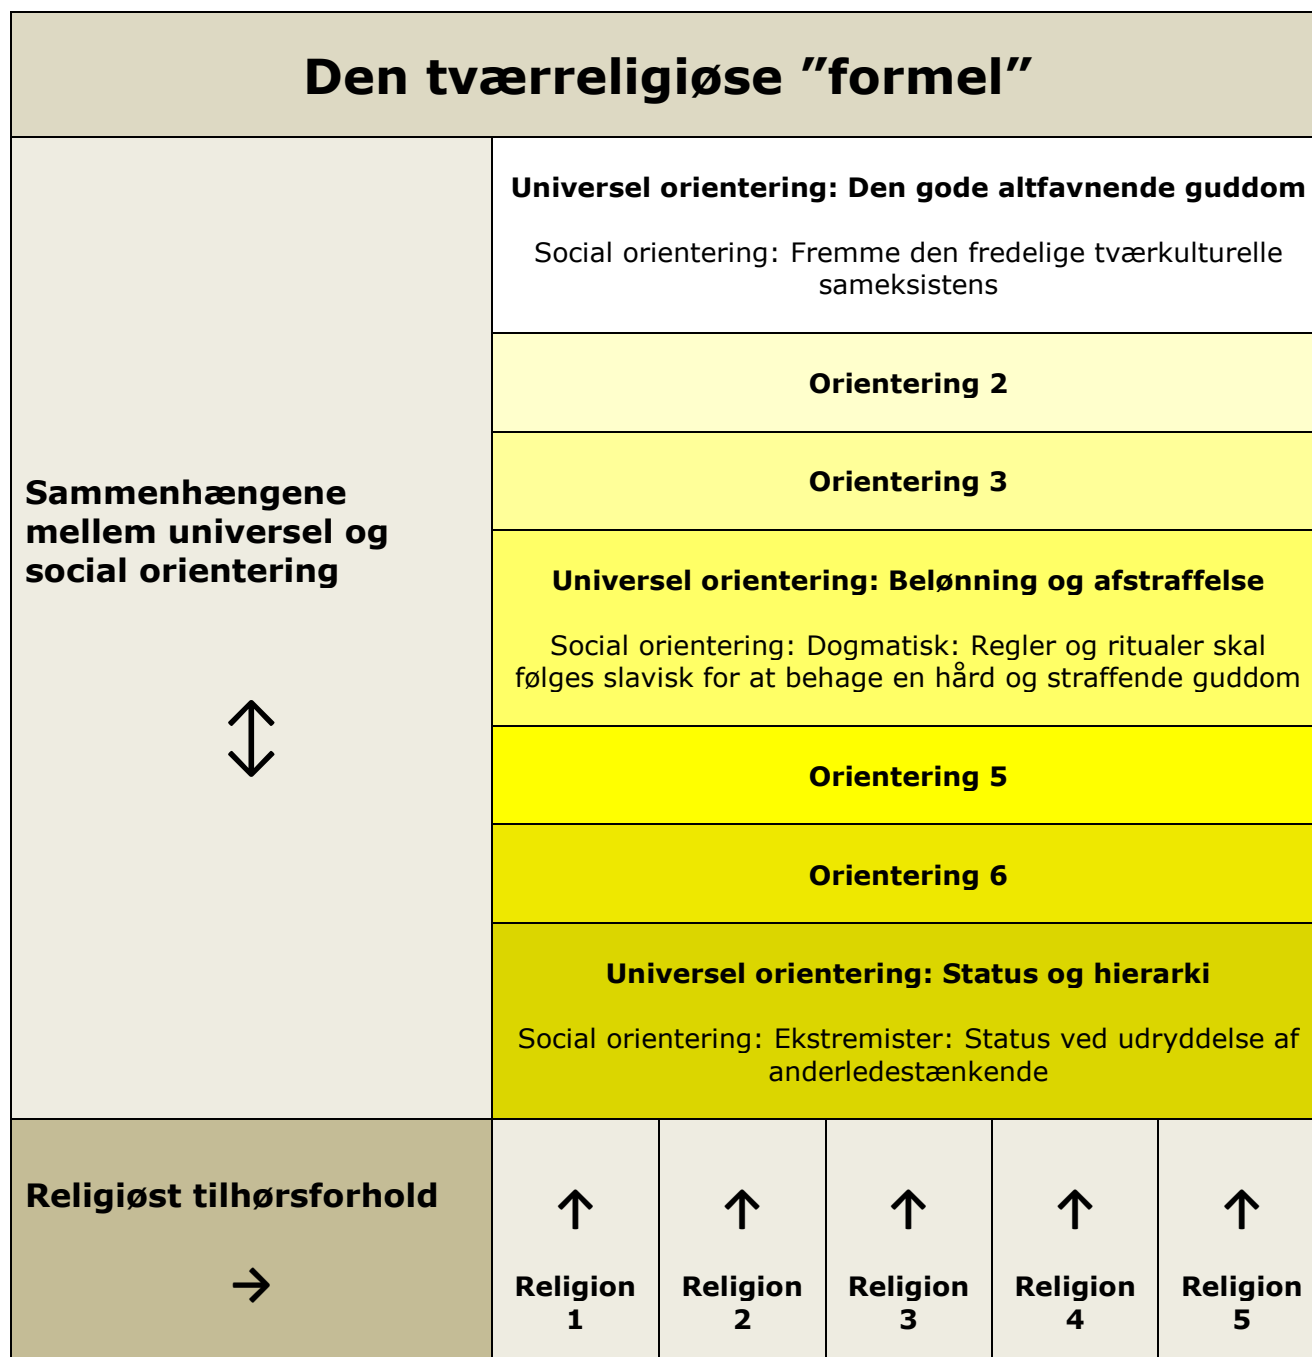 Den tværreligiøse ”formel”
Universel orientering: Den gode altfavnende guddom
Social orientering: Fremme den fredelige tværkulturelle
sameksistens
Orientering 2
Orientering 3
Sammenhængene
mellem universel og
social orientering
↕
Universel orientering: Belønning og afstraffelse
Social orientering: Dogmatisk: Regler og ritualer skal
følges slavisk for at behage en hård og straffende guddom
Orientering 5
Orientering 6
Universel orientering: Status og hierarki
Social orientering: Ekstremister: Status ved udryddelse af
anderledestænkende
Religiøst tilhørsforhold
→
↑ ↑ ↑ ↑ ↑
Religion Religion Religion Religion Religion
1 2 3 4 5